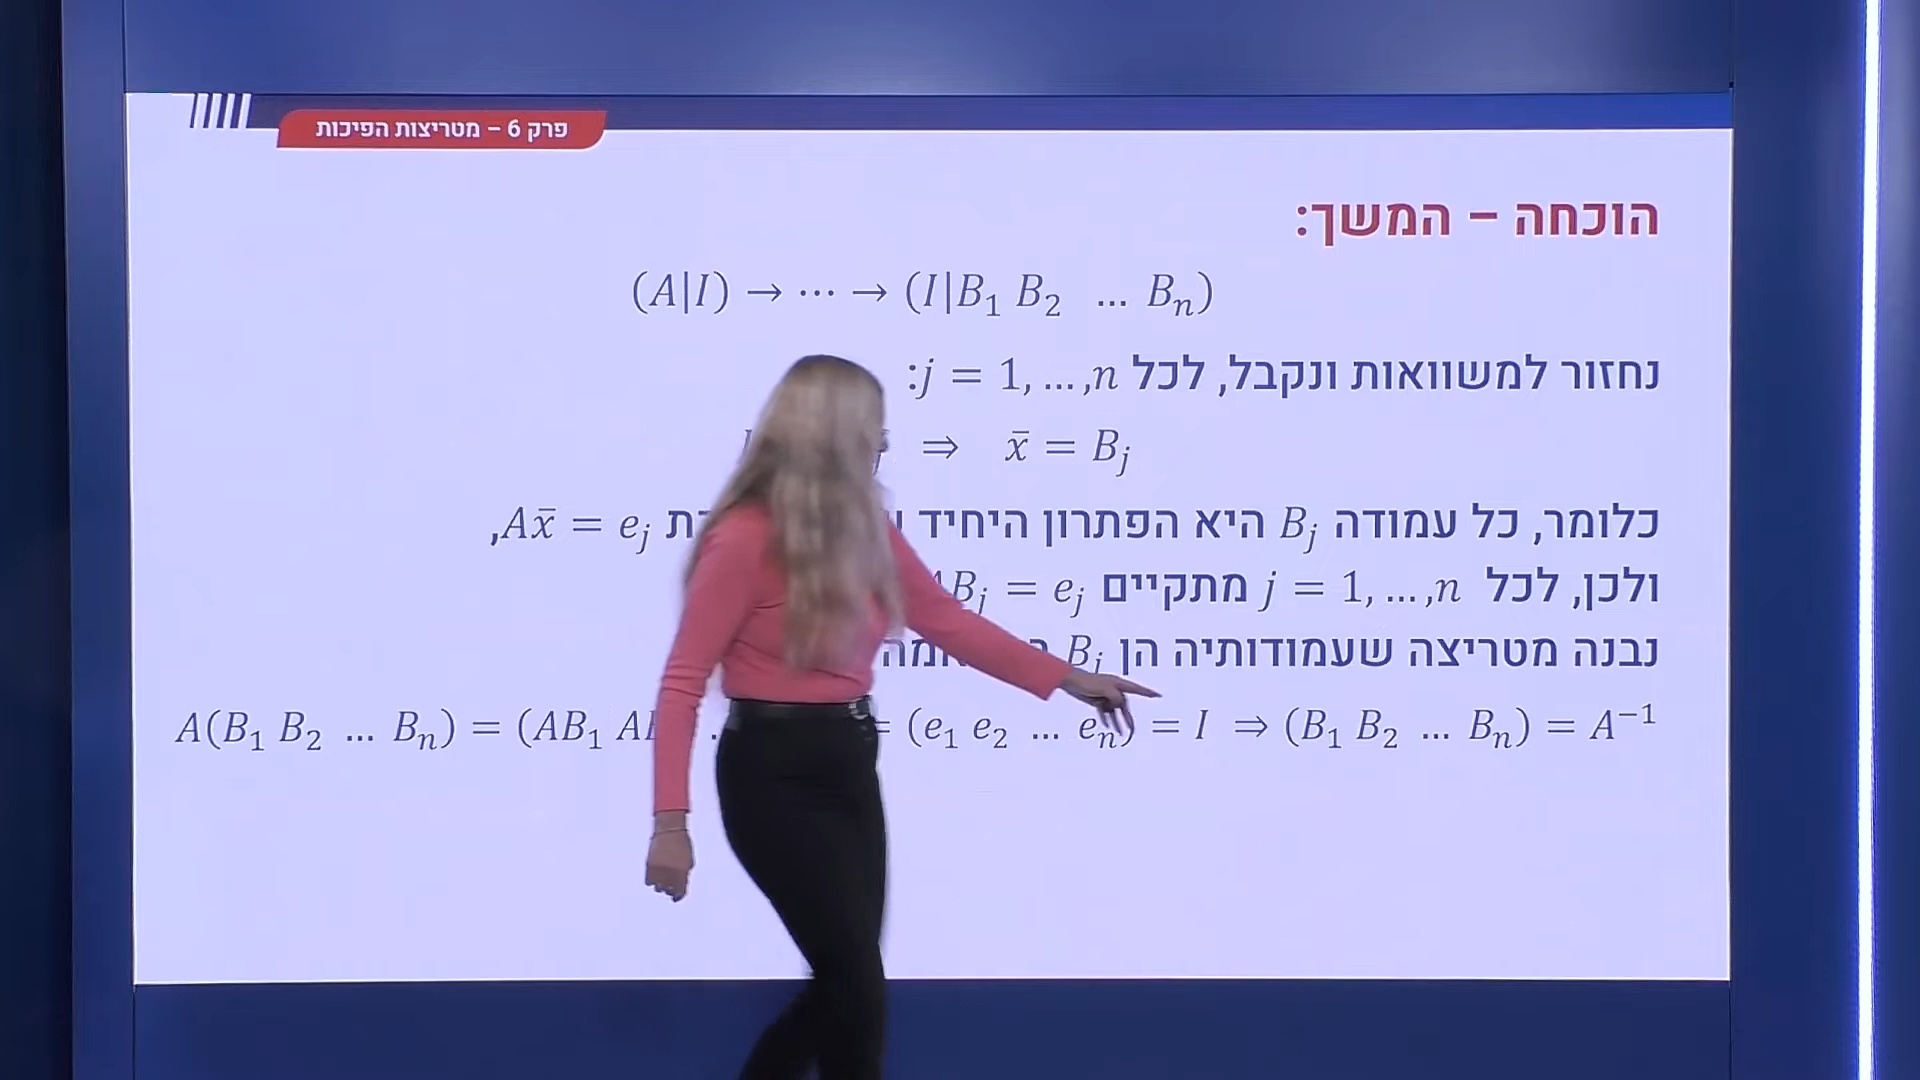 פרק 6 – מטריצות הפיכות
הוכחה – המשך:
(A|I) → ⋯ → (I|B₁ B₂ … Bₙ)
נחזור למשוואות ונקבל, לכל j = 1, … ,n:
⇒ x̄ = Bⱼ
כלומר, כל עמודה Bⱼ היא הפתרון היחיד Ax̄ = eⱼ,
ולכן, לכל j = 1, … ,n מתקיים Bⱼ = eⱼ
נבנה מטריצה שעמודותיה הן Bⱼ
A(B₁ B₂ … Bₙ) = (AB₁ = (e₁ e₂ … eₙ) = I ⇒ (B₁ B₂ … Bₙ) = A⁻¹